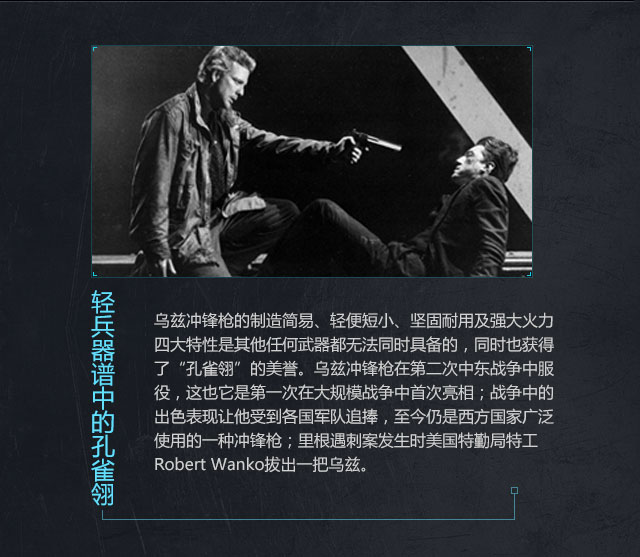 轻兵器谱中的孔雀翎
乌兹冲锋枪的制造简易、轻便短小、坚固耐用及强大火力
四大特性是其他任何武器都无法同时具备的，同时也获得
了“孔雀翎”的美誉。乌兹冲锋枪在第二次中东战争中服
役，这也它是第一次在大规模战争中首次亮相；战争中的
出色表现让他受到各国军队追捧，至今仍是西方国家广泛
使用的一种冲锋枪；里根遇刺案发生时美国特勤局特工
Robert Wanko拔出一把乌兹。